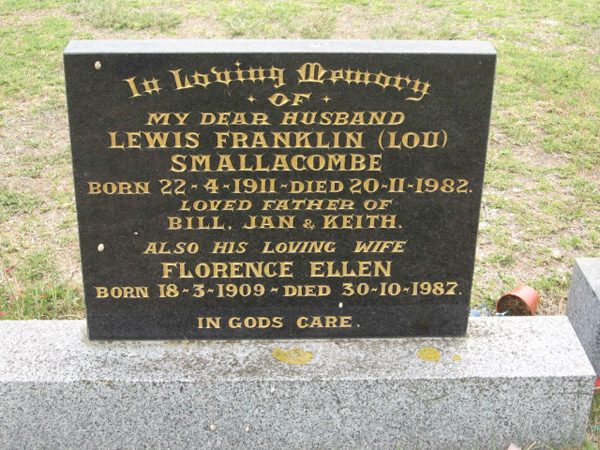 In Loving Memory
OF
MY DEAR HUSBAND
LEWIS FRANKLIN (LOU)
SMALLACOMBE
BORN 22-4-1911-DIED 20-11-1982.
LOVED FATHER OF
BILL, JAN & KEITH.
ALSO HIS LOVING WIFE
FLORENCE ELLEN
BORN 18-3-1909-DIED 30-10-1987.
IN GODS CARE.